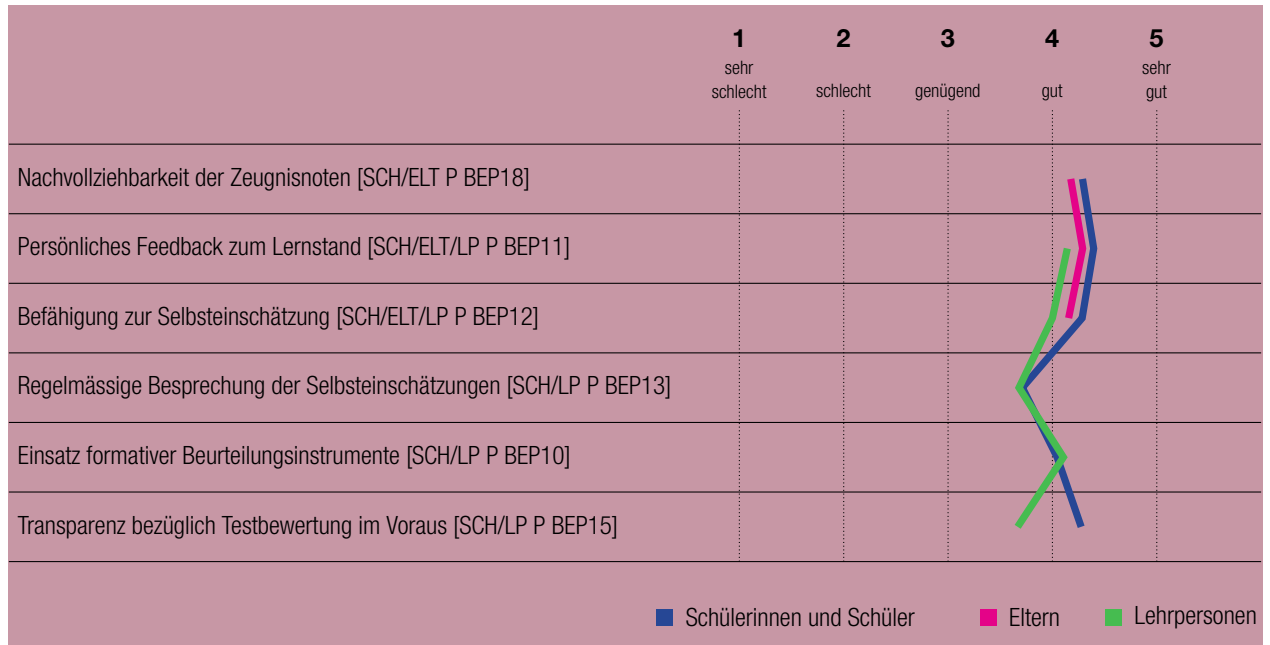 1 2 3 4 5
sehr schlecht schlecht genügend gut sehr gut
Nachvollziehbarkeit der Zeugnisnoten [SCH/ELT P BEP18]
Persönliches Feedback zum Lernstand [SCH/ELT/LP P BEP11]
Befähigung zur Selbsteinschätzung [SCH/ELT/LP P BEP12]
Regelmässige Besprechung der Selbsteinschätzungen [SCH/LP P BEP13]
Einsatz formativer Beurteilungsinstrumente [SCH/LP P BEP10]
Transparenz bezüglich Testbewertung im Voraus [SCH/LP P BEP15]
Schülerinnen und Schüler Eltern Lehrpersonen